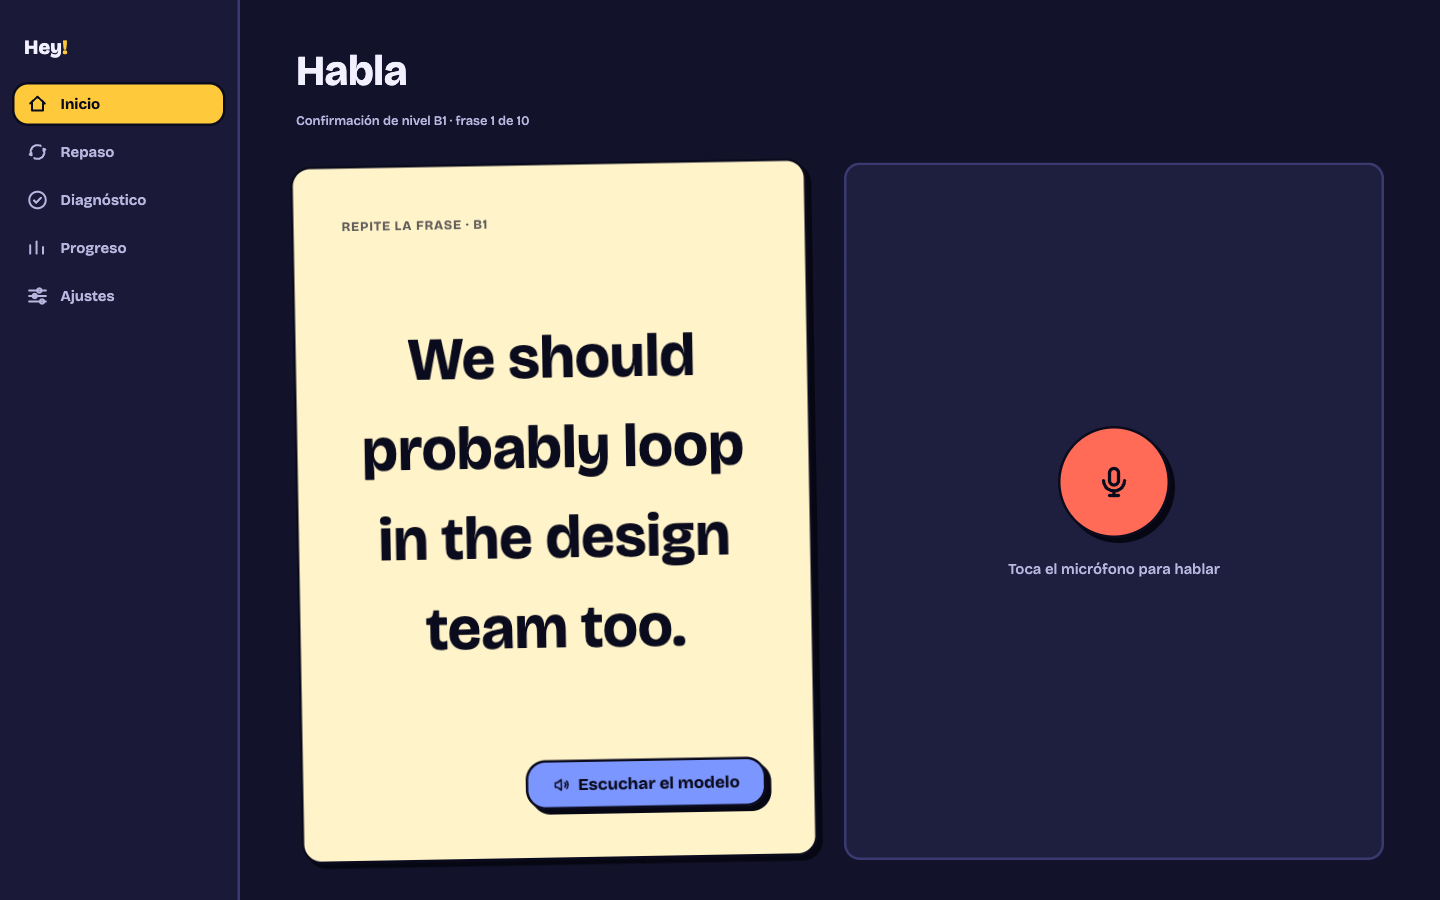 Hey!
Inicio
Repaso
Diagnóstico
Progreso
Ajustes
Habla
Confirmación de nivel B1 · frase 1 de 10
REPITE LA FRASE · B1
We should
probably loop
in the design
team too.
Escuchar el modelo
Toca el micrófono para hablar